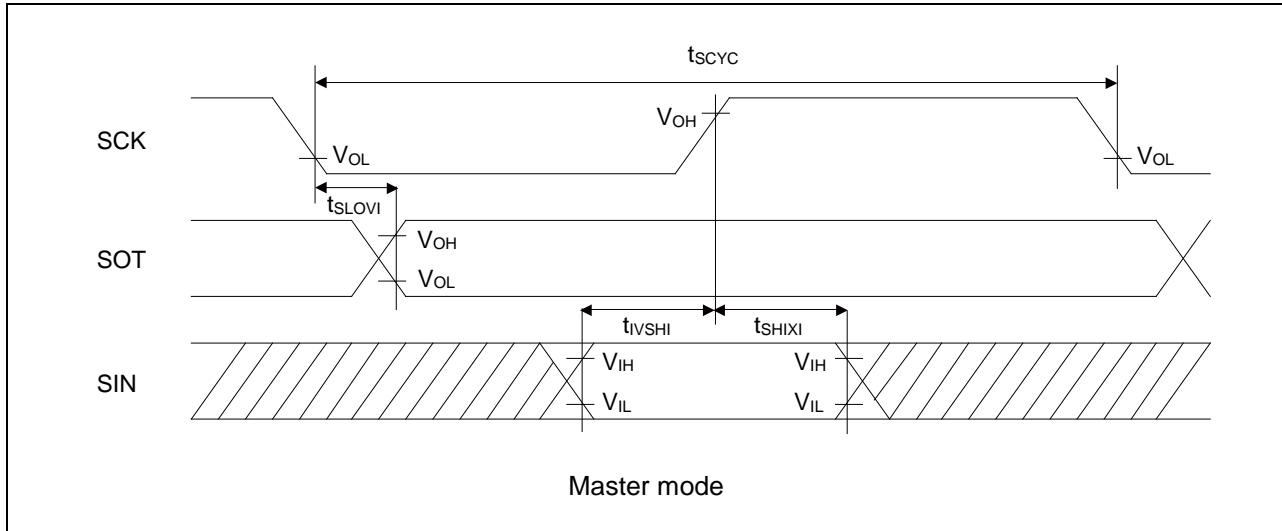 tSCYC
SCK
VOH
VOL
VOL
tSLOVI
SOT
VOH
VOL
tIVSHI
tSHIXI
SIN
VIH
VIH
VIL
VIL
Master mode